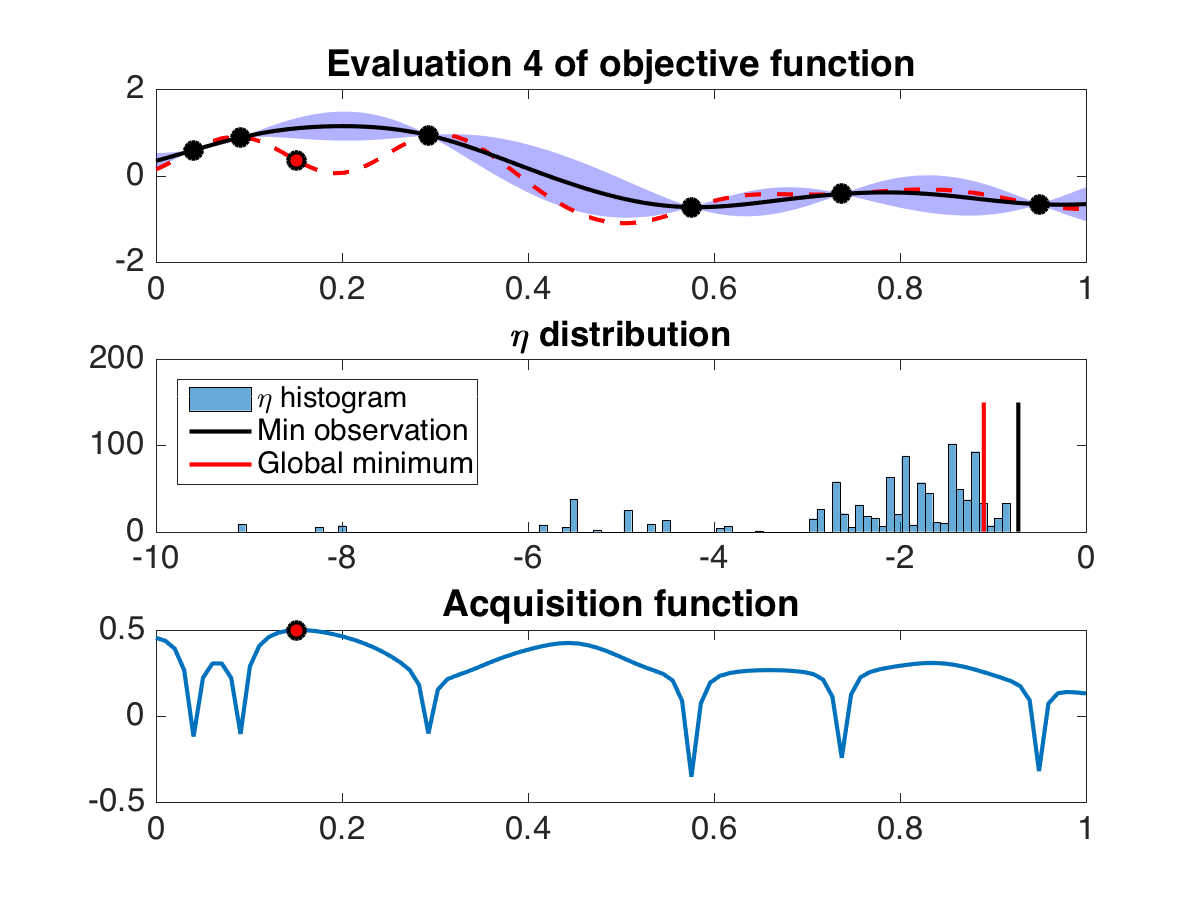 Evaluation 4 of objective function
2
0
-2
0 0.2 0.4 0.6 0.8 1
η distribution
200
100
0
η histogram
Min observation
Global minimum
-10 -8 -6 -4 -2 0
Acquisition function
0.5
0
-0.5
0 0.2 0.4 0.6 0.8 1